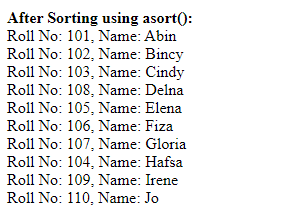 After Sorting using asort():
Roll No: 101, Name: Abin
Roll No: 102, Name: Bincy
Roll No: 103, Name: Cindy
Roll No: 108, Name: Delna
Roll No: 105, Name: Elena
Roll No: 106, Name: Fiza
Roll No: 107, Name: Gloria
Roll No: 104, Name: Hafsa
Roll No: 109, Name: Irene
Roll No: 110, Name: Jo